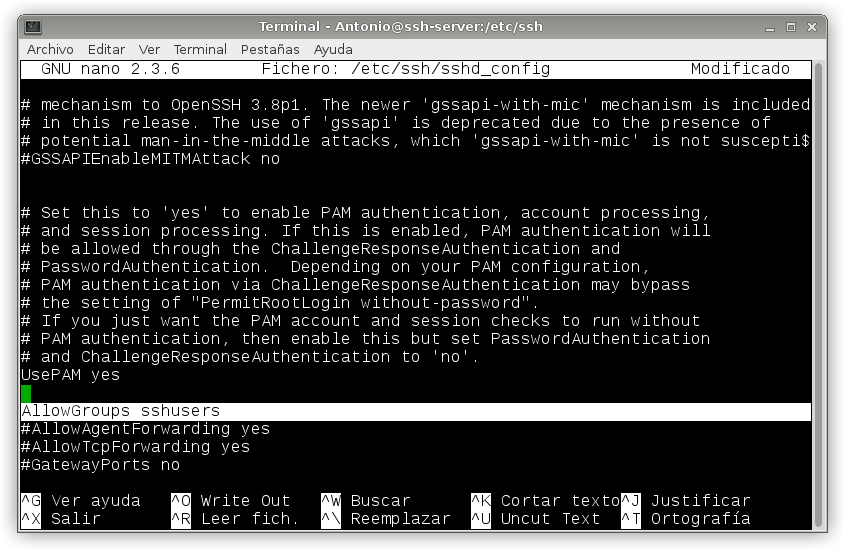 Terminal - Antonio@ssh-server:/etc/ssh
Archivo Editar Ver Terminal Pestañas Ayuda
GNU nano 2.3.6 Fichero: /etc/ssh/sshd_config Modificado
# mechanism to OpenSSH 3.8p1. The newer 'gssapi-with-mic' mechanism is included
# in this release. The use of 'gssapi' is deprecated due to the presence of
# potential man-in-the-middle attacks, which 'gssapi-with-mic' is not suscepti$
#GSSAPIEnableMITMAttack no
# Set this to 'yes' to enable PAM authentication, account processing,
# and session processing. If this is enabled, PAM authentication will
# be allowed through the ChallengeResponseAuthentication and
# PasswordAuthentication.  Depending on your PAM configuration,
# PAM authentication via ChallengeResponseAuthentication may bypass
# the setting of "PermitRootLogin without-password".
# If you just want the PAM account and session checks to run without
# PAM authentication, then enable this but set PasswordAuthentication
# and ChallengeResponseAuthentication to 'no'.
UsePAM yes
AllowGroups sshusers
#AllowAgentForwarding yes
#AllowTcpForwarding yes
#GatewayPorts no
^G Ver ayuda ^O Write Out ^W Buscar ^K Cortar texto^J Justificar
^X Salir ^R Leer fich. ^\ Reemplazar ^U Uncut Text ^T Ortografía